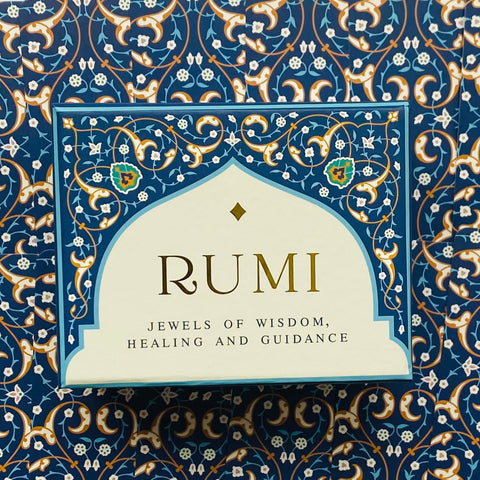 RUMI
JEWELS OF WISDOM,
HEALING AND GUIDANCE